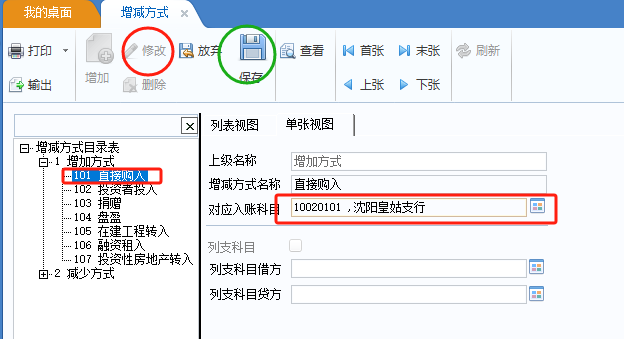 我的桌面 增减方式
打印 修改 放弃 保存 查看 首张 末张 刷新
输出 增加 删除 上张 下张
列表视图 单张视图
增减方式目录表
1 增加方式
101 直接购入
102 投资者投入
103 捐赠
104 盘盈
105 在建工程转入
106 融资租入
107 投资性房地产转入
2 减少方式
上级名称 增加方式
增减方式名称 直接购入
对应入账科目 10020101 ,沈阳皇姑支行
列支科目
列支科目借方
列支科目贷方